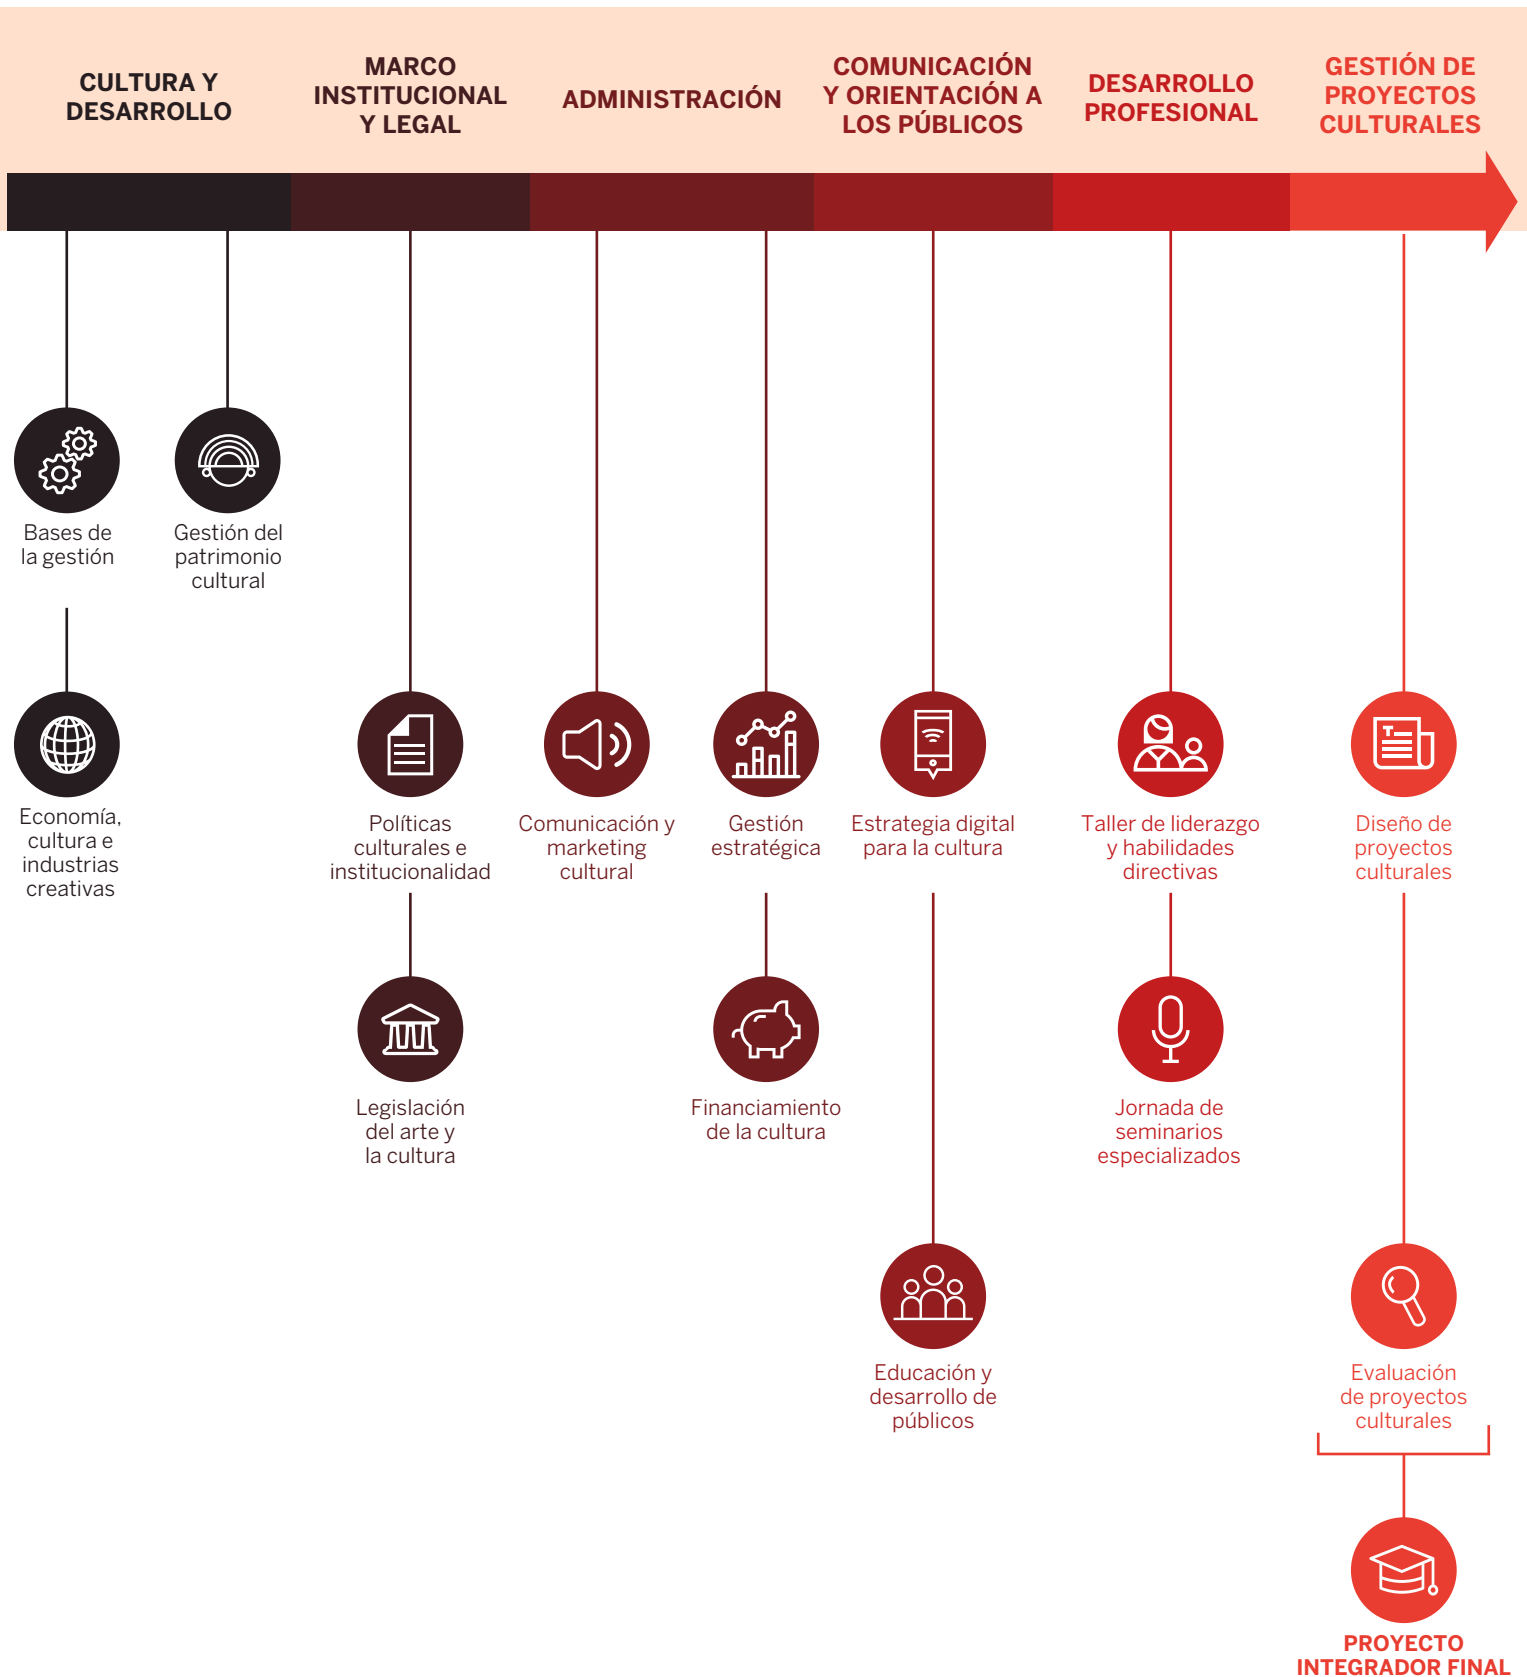 CULTURA Y
DESARROLLO
MARCO
INSTITUCIONAL
Y LEGAL
ADMINISTRACIÓN
COMUNICACIÓN
Y ORIENTACIÓN A
LOS PÚBLICOS
DESARROLLO
PROFESIONAL
GESTIÓN DE
PROYECTOS
CULTURALES
Bases de
la gestión
Gestión del
patrimonio
cultural
Economía,
cultura e
industrias
creativas
Políticas
culturales e
institucionalidad
Comunicación y
marketing
cultural
Gestión
estratégica
Estrategia digital
para la cultura
Taller de liderazgo
y habilidades
directivas
Diseño de
proyectos
culturales
Legislación
del arte y
la cultura
Financiamiento
de la cultura
Jornada de
seminarios
especializados
Educación y
desarrollo de
públicos
Evaluación
de proyectos
culturales
PROYECTO
INTEGRADOR FINAL